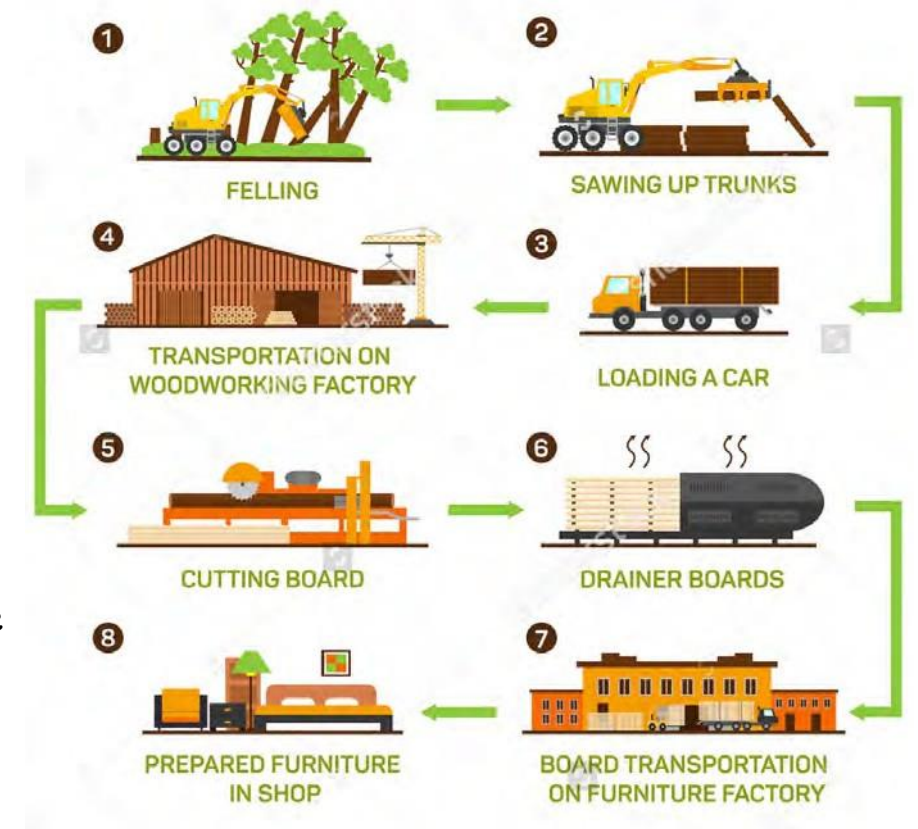 1
FELLING
2
SAWING UP TRUNKS
3
LOADING A CAR
4
TRANSPORTATION ON
WOODWORKING FACTORY
5
CUTTING BOARD
6
DRAINER BOARDS
7
BOARD TRANSPORTATION
ON FURNITURE FACTORY
8
PREPARED FURNITURE
IN SHOP